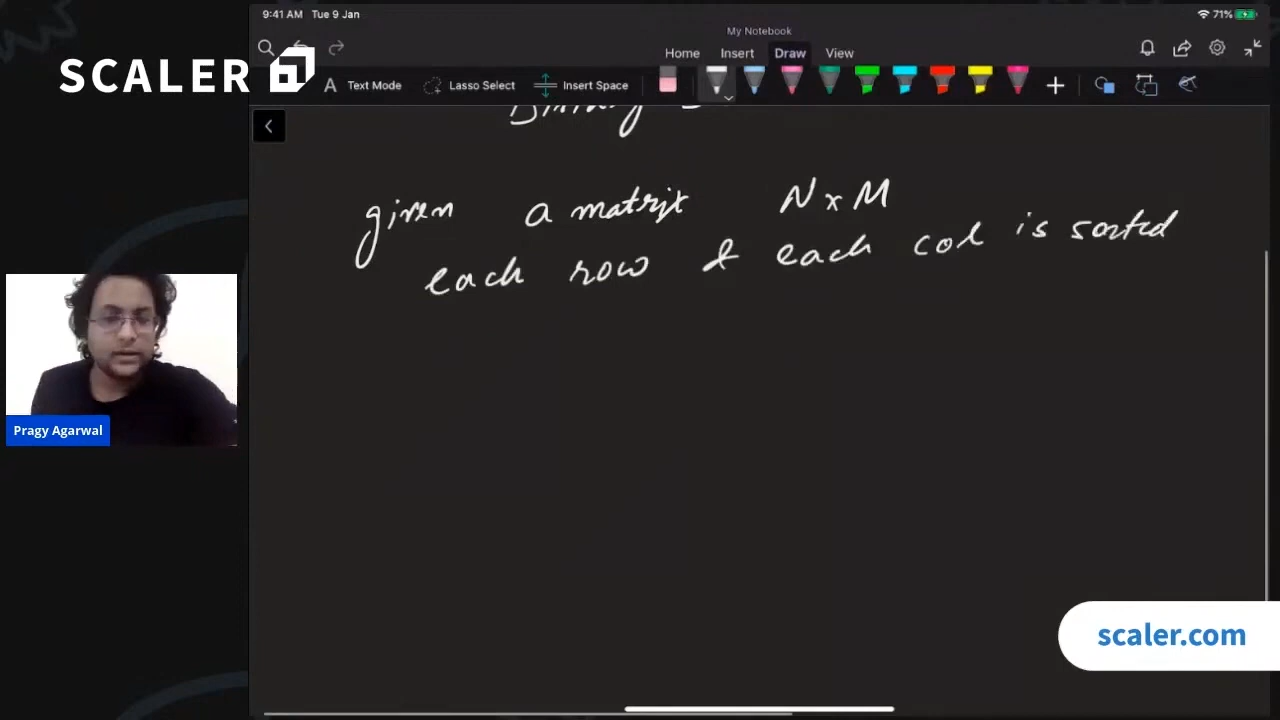 9:41 AM Tue 9 Jan
71%
My Notebook
SCALER
Home Insert Draw View
A Text Mode Lasso Select Insert Space
Binary
given a matrix N x M
each row & each col is sorted
Pragy Agarwal
scaler.com